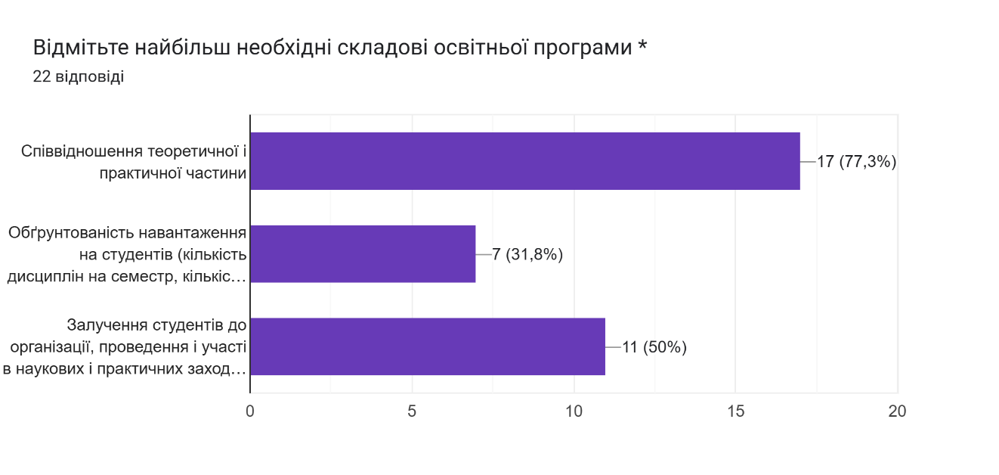 Відмітьте найбільш необхідні складові освітньої програми *
22 відповіді
Співвідношення теоретичної і
практичної частини
17 (77,3%)
Обґрунтованість навантаження
на студентів (кількість
дисциплін на семестр, кількіс…
7 (31,8%)
Залучення студентів до
організації, проведення і участі
в наукових і практичних заход…
11 (50%)
0 5 10 15 20